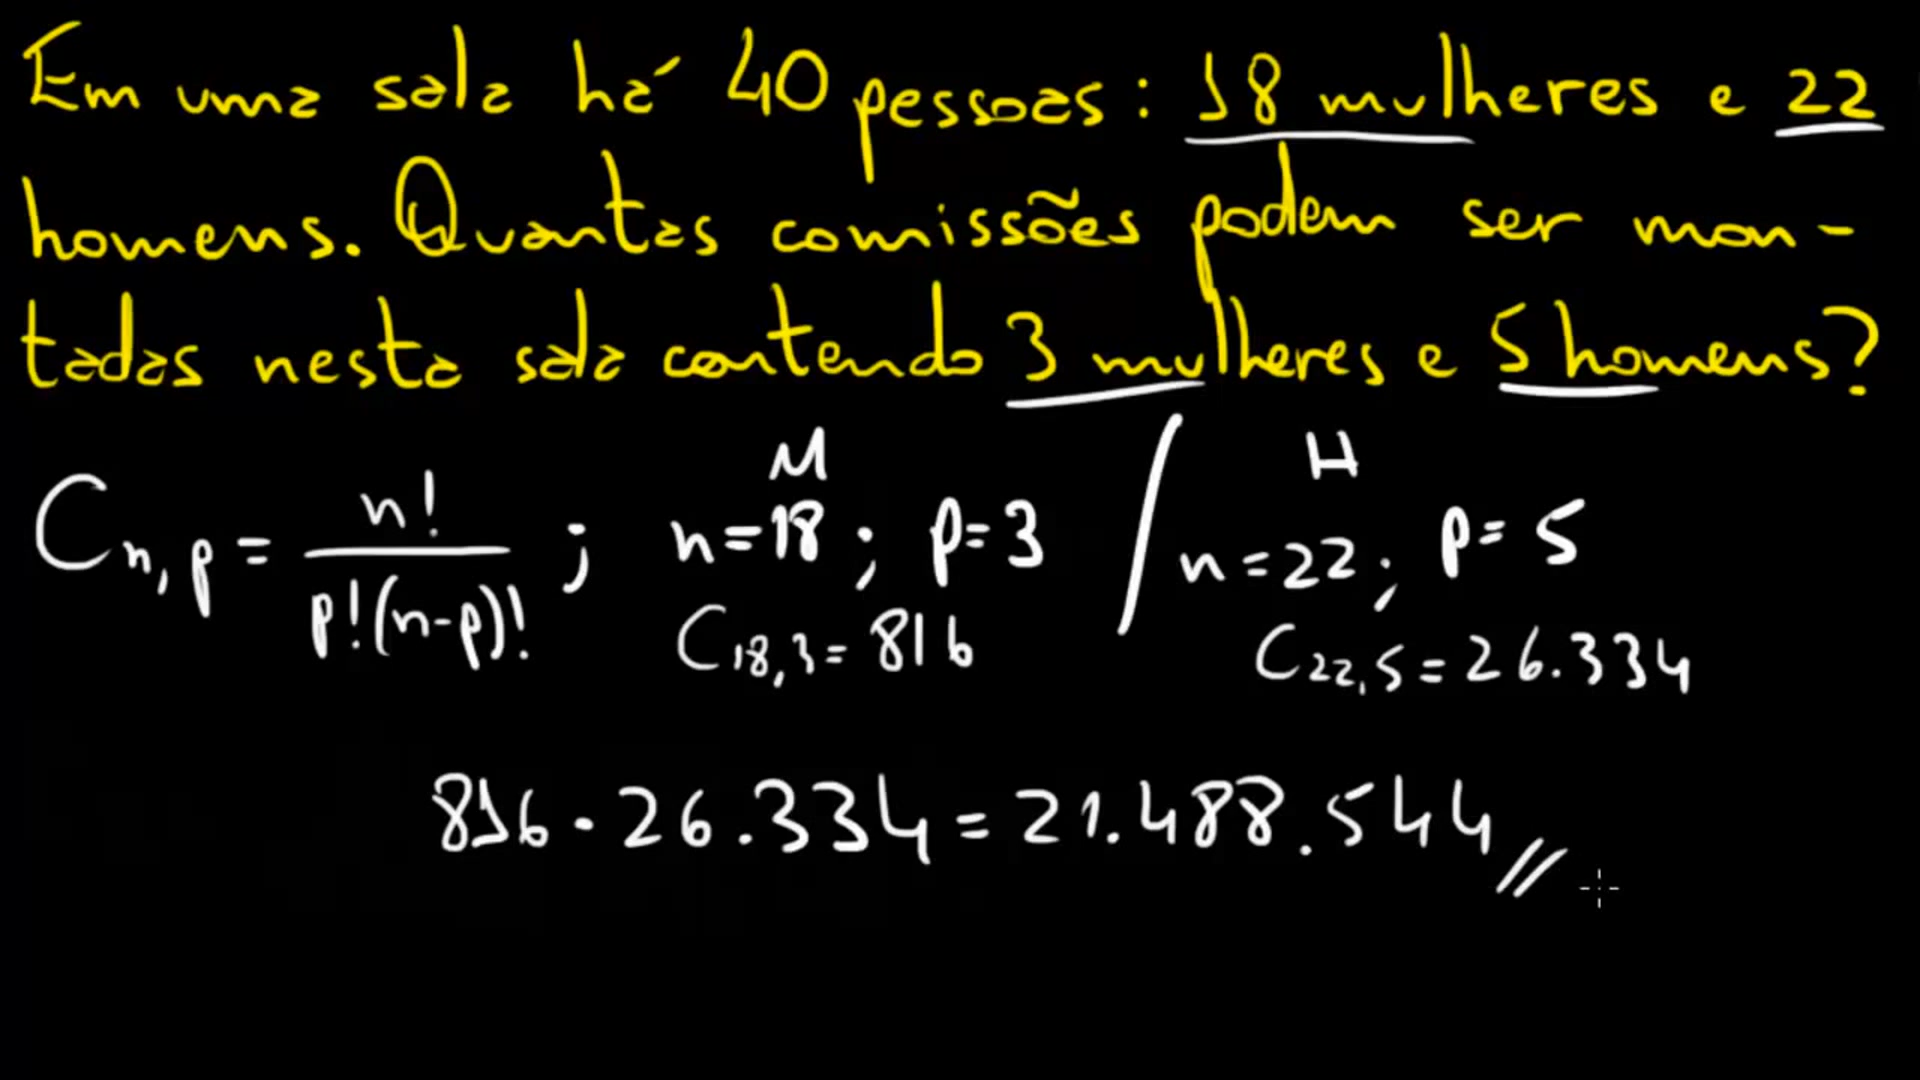 Em uma sala há 40 pessoas: 18 mulheres e 22
homens. Quantas comissões podem ser mon-
tadas nesta sala contendo 3 mulheres e 5 homens?
M H
C n,p = n! / p!(n-p)! ; n=18 ; p=3 / n=22 ; p=5
C18,3 = 816 C22,5 = 26.334
816 · 26.334 = 21.488.544 //